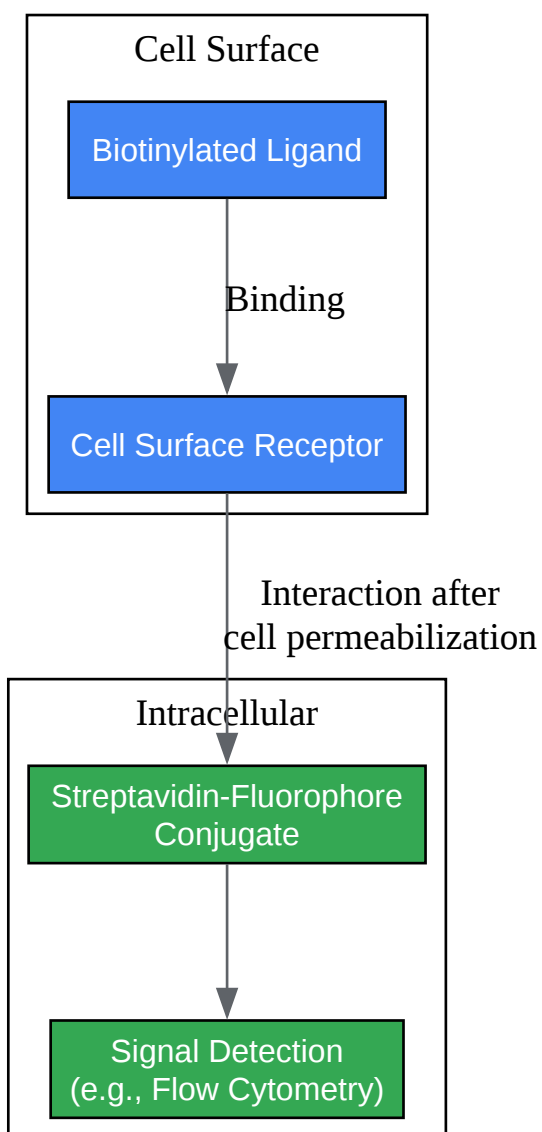 Cell Surface
Biotinylated Ligand
Binding
Cell Surface Receptor
Interaction after
cell permeabilization
Intracellular
Streptavidin-Fluorophore
Conjugate
Signal Detection
(e.g., Flow Cytometry)